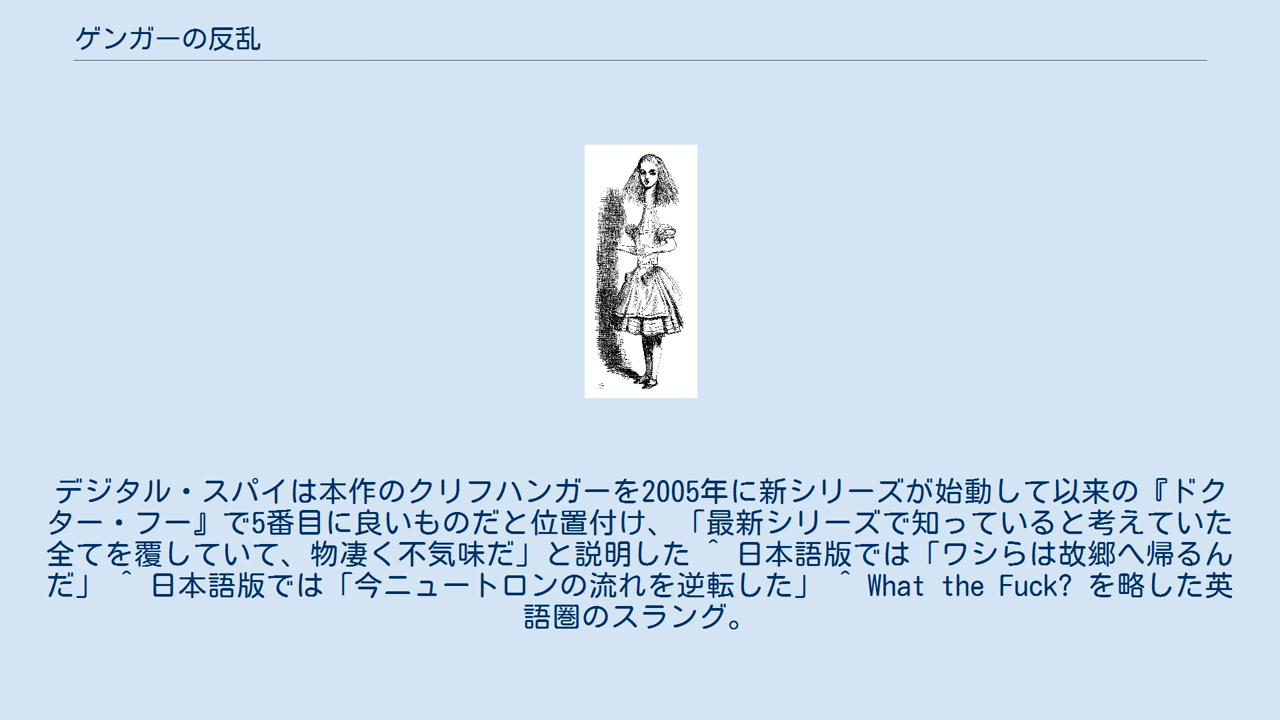 ゲンガーの反乱
デジタル・スパイは本作のクリフハンガーを2005年に新シリーズが始動して以来の『ドク
ター・フー』で5番目に良いものだと位置付け、「最新シリーズで知っていると考えていた
全てを覆していて、物凄く不気味だ」と説明した ^ 日本語版では「ワシらは故郷へ帰るん
だ」 ^ 日本語版では「今ニュートロンの流れを逆転した」 ^ What the Fuck? を略した英
語圏のスラング。